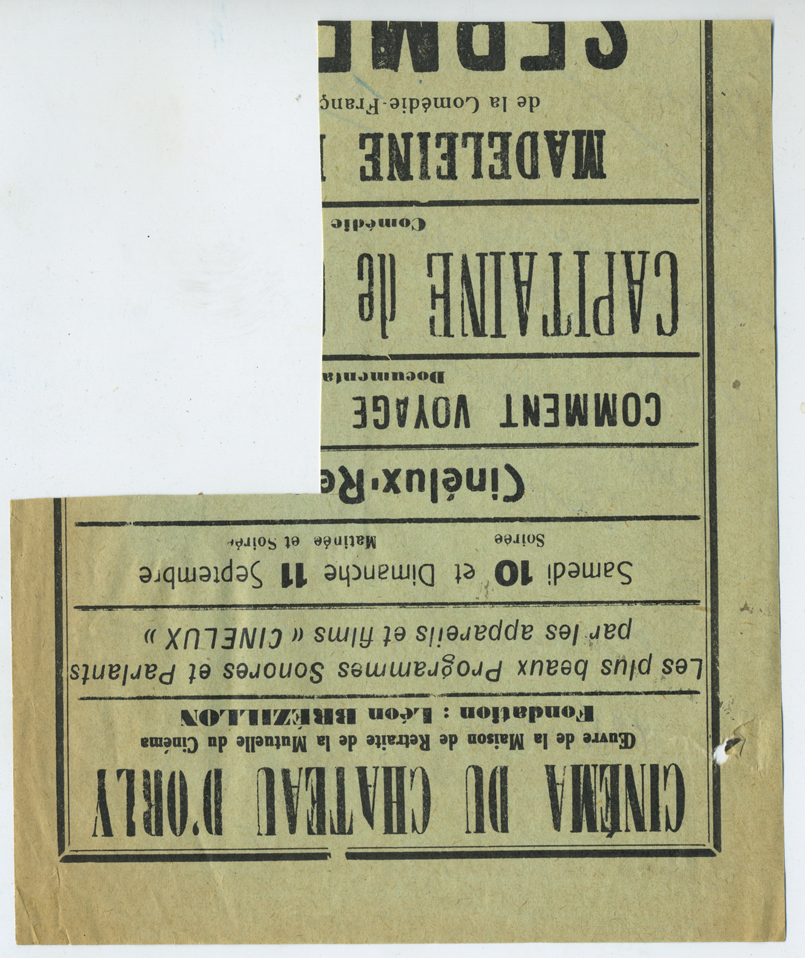 CINÉMA DU CHATEAU D'ORLY
Œuvre de la Maison de Retraite de la Mutuelle du Cinéma
Fondation : Léon BRÉZILLON
Les plus beaux Programmes Sonores et Parlants
par les appareils et films « CINELUX »
Samedi 10 et Dimanche 11 Septembre
Soirée Matinée et Soirée
Cinélux-Re
COMMENT VOYAGE
Documenta
CAPITAINE de
Comédie
MADELEINE
de la Comédie-Franç
SERME